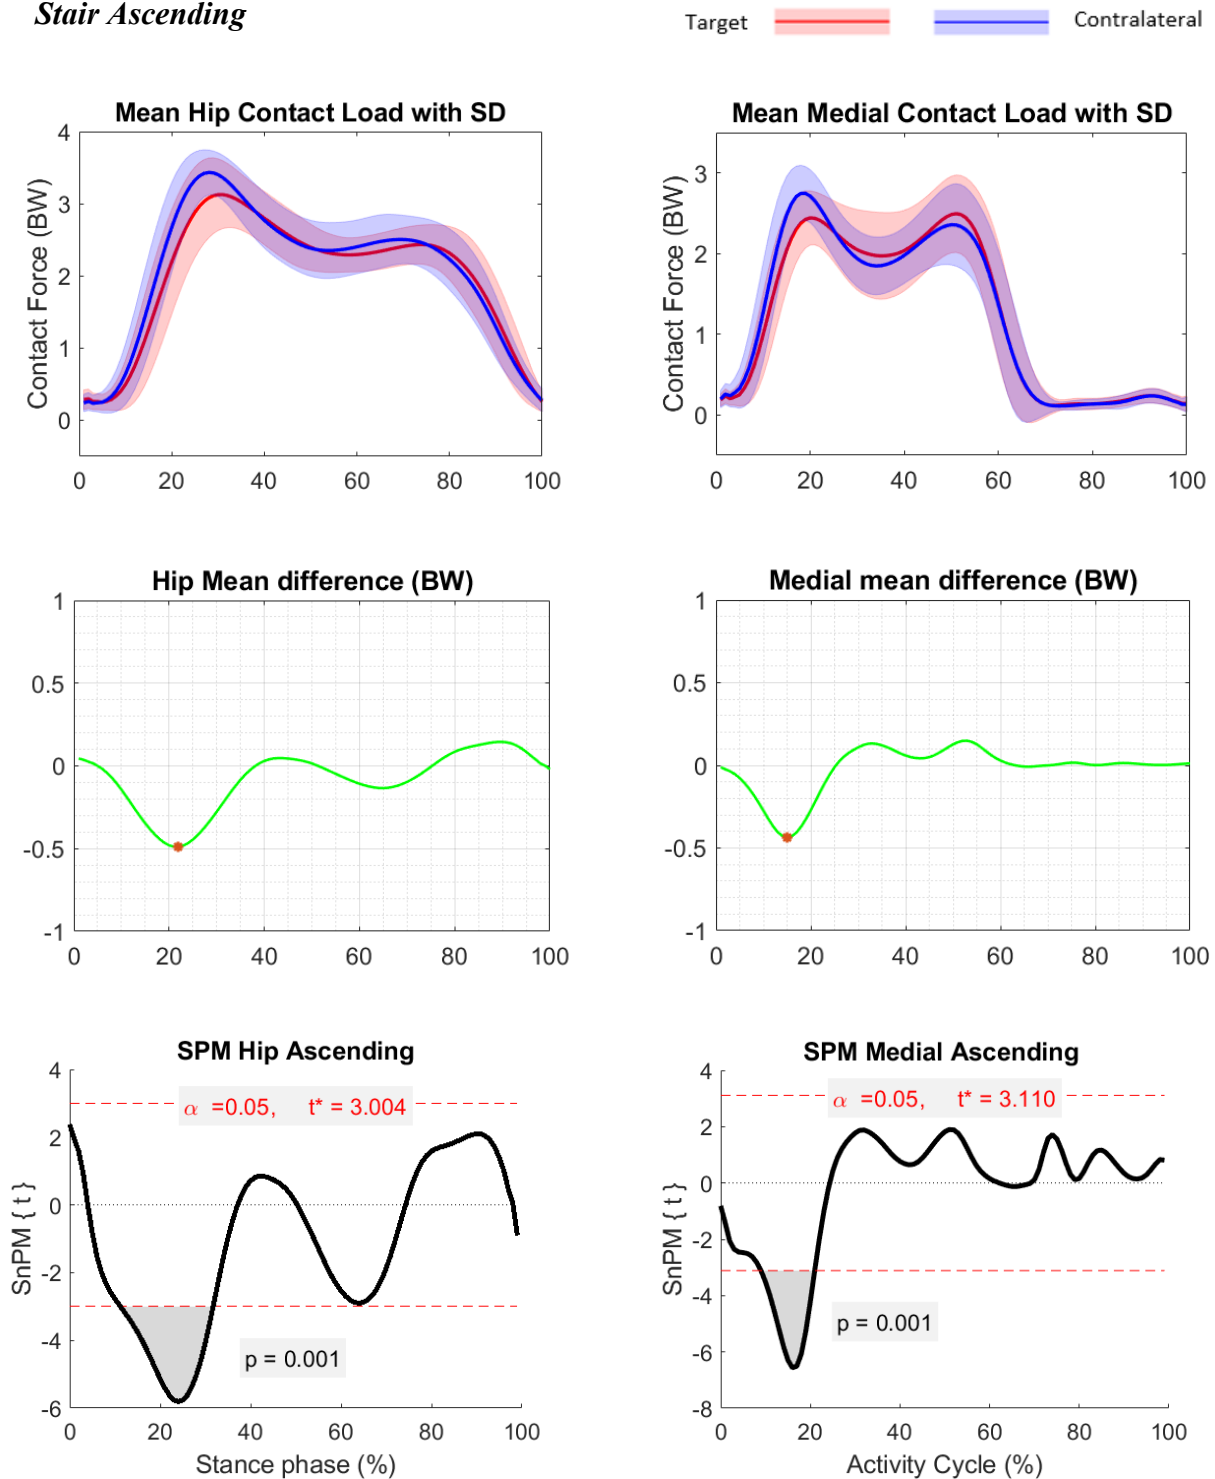 Stair Ascending
Target
Contralateral
Mean Hip Contact Load with SD
Contact Force (BW)
4
3
2
1
0
0 20 40 60 80 100
Mean Medial Contact Load with SD
Contact Force (BW)
3
2
1
0
0 20 40 60 80 100
Hip Mean difference (BW)
1
0.5
0
-0.5
-1
0 20 40 60 80 100
Medial mean difference (BW)
1
0.5
0
-0.5
-1
0 20 40 60 80 100
SPM Hip Ascending
SnPM { t }
4
2
0
-2
-4
-6
α =0.05, t* = 3.004
p = 0.001
0 20 40 60 80 100
Stance phase (%)
SPM Medial Ascending
SnPM { t }
4
2
0
-2
-4
-6
-8
α =0.05, t* = 3.110
p = 0.001
0 20 40 60 80 100
Activity Cycle (%)